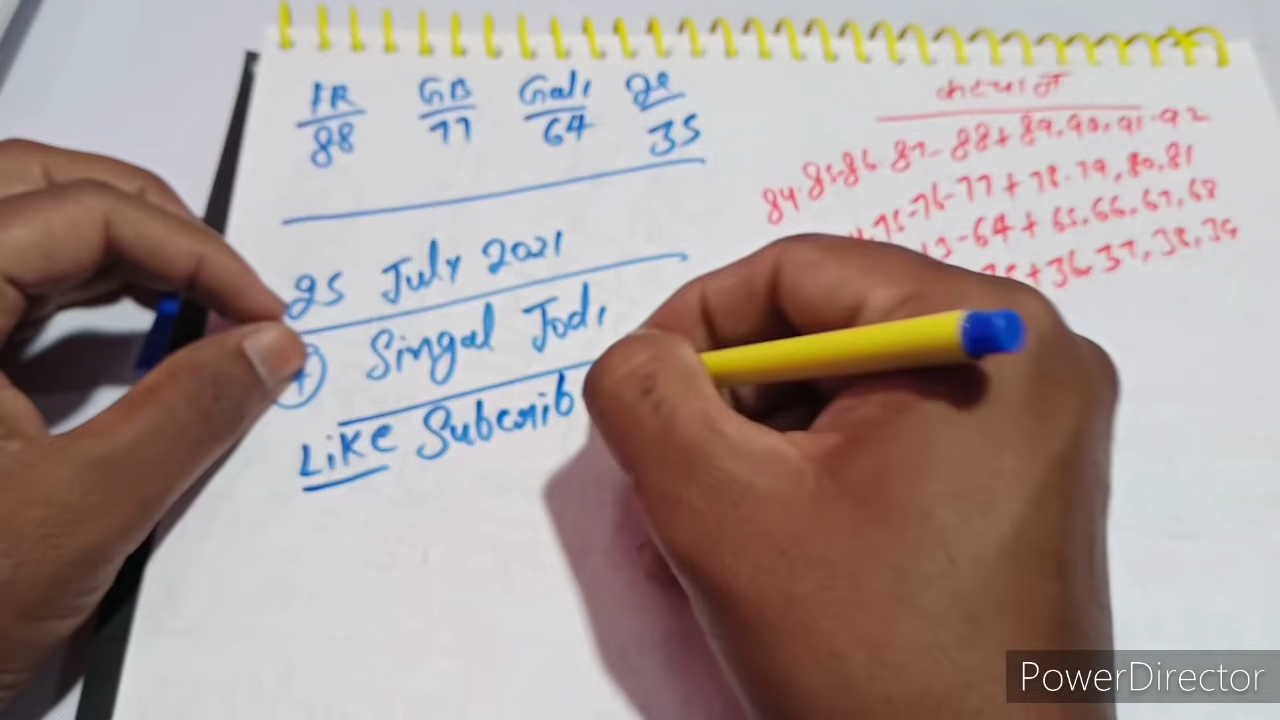 FR GB Gali DS
88 77 64 35
84-85-86-87-88+89,90,91-92
75-76-77+78-79,80,81
-64+65,66,67,68
+36,37,38,39
25 July 2021
Singal Jodi
Like Subcrib
PowerDirector